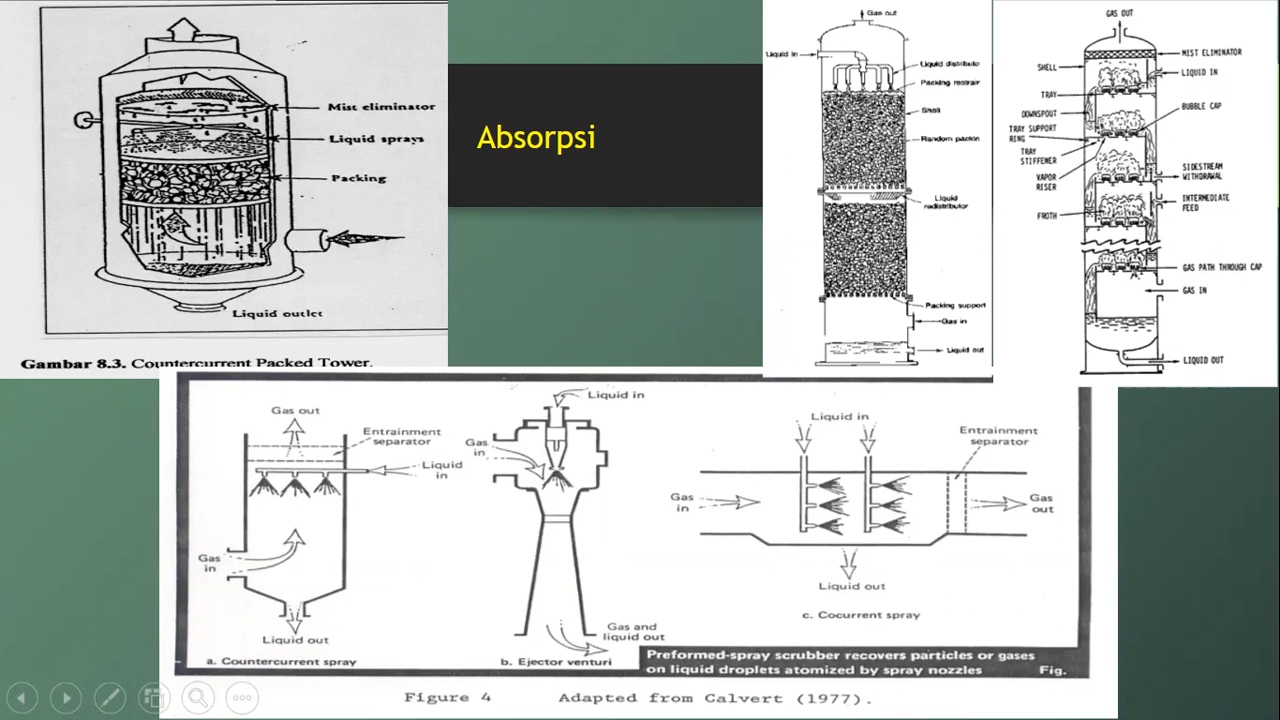 Absorpsi
Mist eliminator
Liquid sprays
Packing
Liquid outlet
Gambar 8.3. Countercurrent Packed Tower.
Gas out
Liquid in
Liquid distributo
Packing restrair
Shell
Random packin
Liquid
redistributor
Packing support
Gas in
Liquid out
GAS OUT
MIST ELIMINATOR
SHELL
LIQUID IN
TRAY
BUBBLE CAP
DOWNSPOUT
TRAY SUPPORT
RING
TRAY
STIFFENER
VAPOR
RISER
SIDESTREAM
WITHDRAWAL
INTERMEDIATE
FEED
FROTH
GAS PATH THROUGH CAP
GAS IN
LIQUID OUT
Gas out
Entrainment
separator
Liquid
in
Gas
in
Liquid out
a. Countercurrent spray
Liquid in
Gas
in
Gas and
liquid out
b. Ejector venturi
Liquid in
Entrainment
separator
Gas
in
Gas
out
Liquid out
c. Cocurrent spray
Preformed-spray scrubber recovers particles or gases
on liquid droplets atomized by spray nozzles Fig.
Figure 4 Adapted from Calvert (1977).